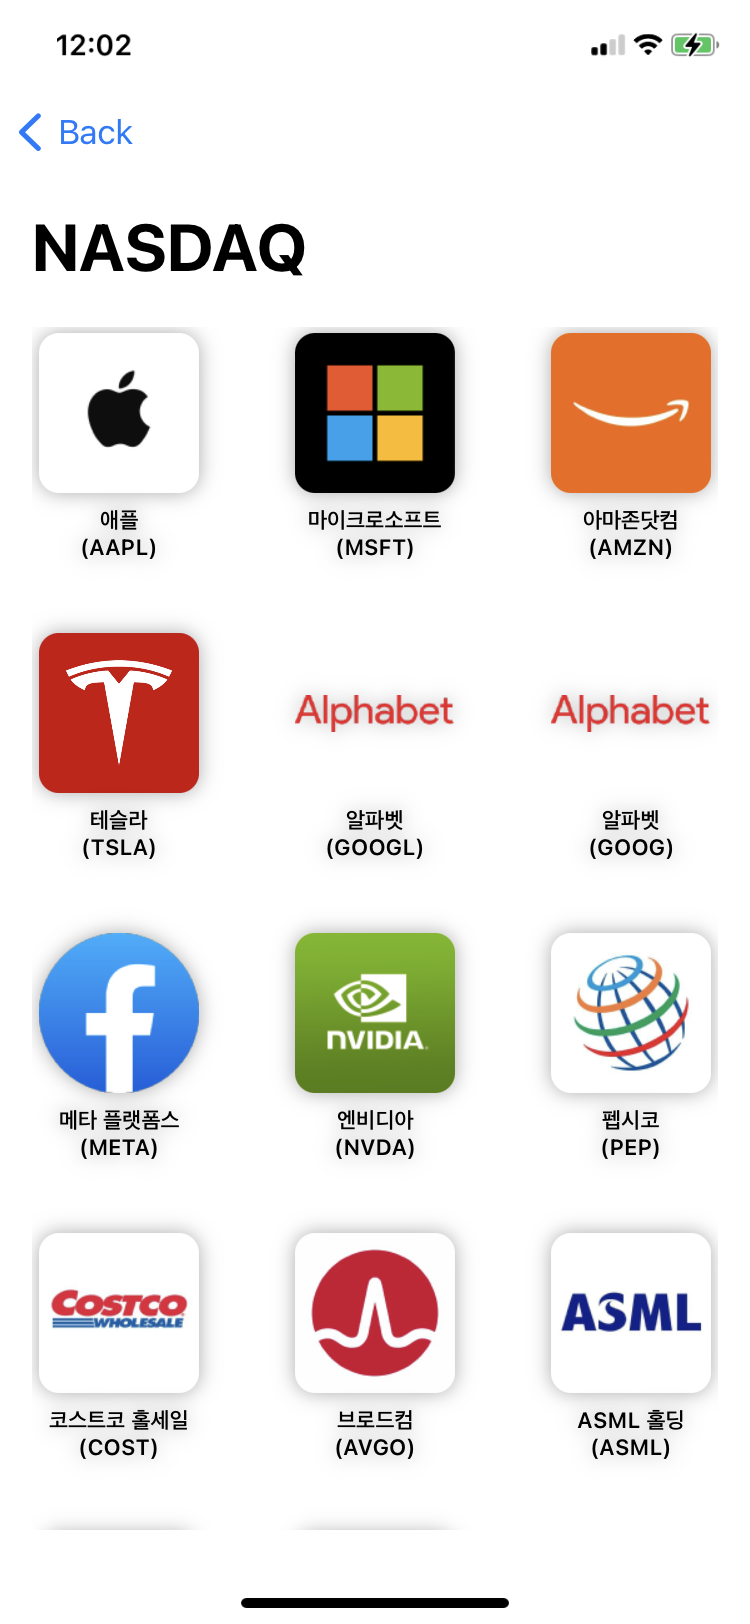 12:02
Back
NASDAQ
애플
(AAPL)
마이크로소프트
(MSFT)
아마존닷컴
(AMZN)
테슬라
(TSLA)
Alphabet
알파벳
(GOOGL)
Alphabet
알파벳
(GOOG)
메타 플랫폼스
(META)
NVIDIA
엔비디아
(NVDA)
펩시코
(PEP)
COSTCO
WHOLESALE
코스트코 홀세일
(COST)
브로드컴
(AVGO)
ASML
ASML 홀딩
(ASML)